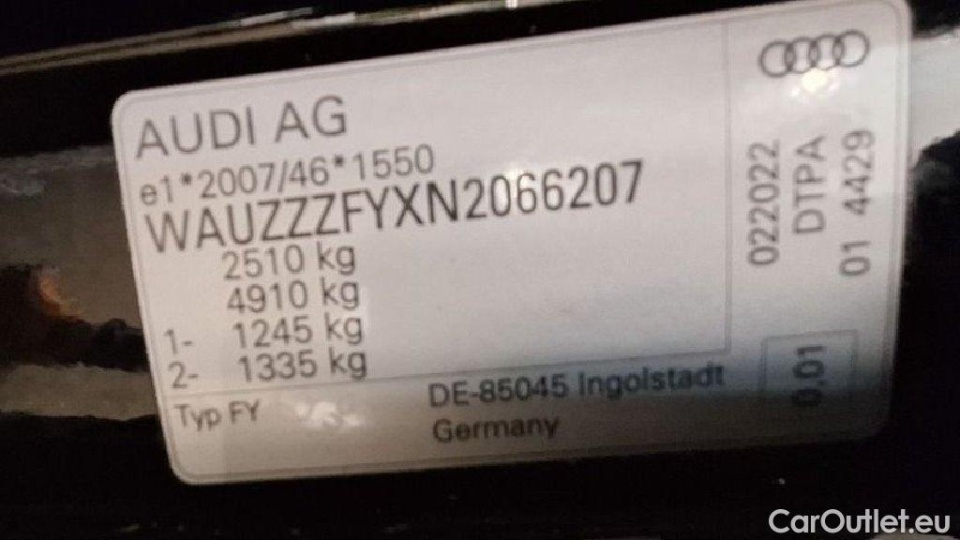 AUDI AG
e1*2007/46*1550
WAUZZZFYXN2066207
2510 kg
4910 kg
1- 1245 kg
2- 1335 kg
Typ FY
DE-85045 Ingolstadt
Germany
022022
DTPA
01 4429
0.01
CarOutlet.eu